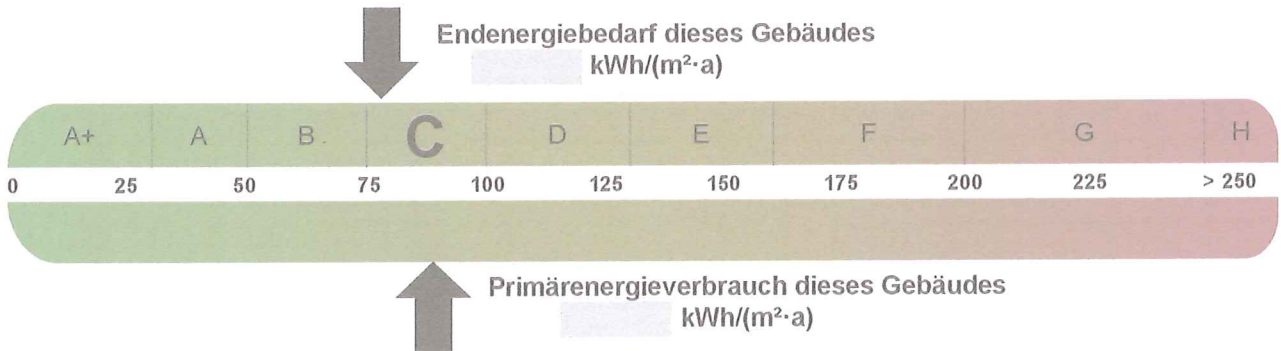 Endenergiebedarf dieses Gebäudes
kWh/(m²·a)
A+ A B C D E F G H
0 25 50 75 100 125 150 175 200 225 > 250
Primärenergieverbrauch dieses Gebäudes
kWh/(m²·a)